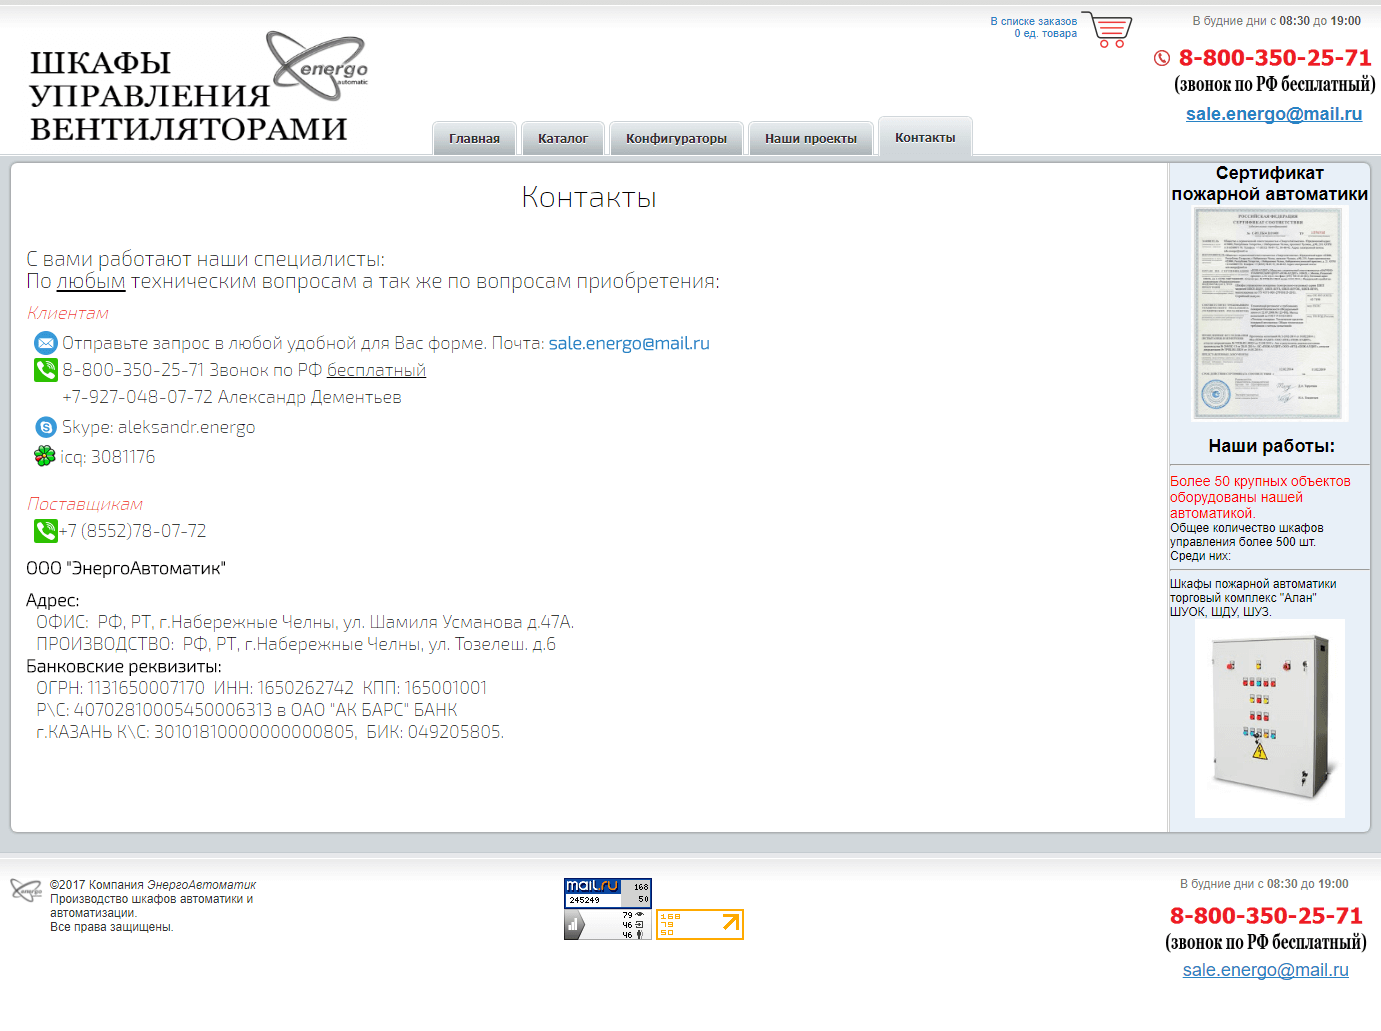 ШКАФЫ
УПРАВЛЕНИЯ
ВЕНТИЛЯТОРАМИ
energo
automatic
В списке заказов
0 ед. товара
В будние дни с 08:30 до 19:00
8-800-350-25-71
(звонок по РФ бесплатный)
sale.energo@mail.ru
Главная
Каталог
Конфигураторы
Наши проекты
Контакты
Контакты
С вами работают наши специалисты:
По любым техническим вопросам а так же по вопросам приобретения:
Клиентам
Отправьте запрос в любой удобной для Вас форме. Почта: sale.energo@mail.ru
8-800-350-25-71 Звонок по РФ бесплатный
+7-927-048-07-72 Александр Дементьев
Skype: aleksandr.energo
icq: 3081176
Поставщикам
+7 (8552)78-07-72
ООО "ЭнергоАвтоматик"
Адрес:
ОФИС:  РФ, РТ, г.Набережные Челны, ул. Шамиля Усманова д.47А.
ПРОИЗВОДСТВО:  РФ, РТ, г.Набережные Челны, ул. Тозелеш. д.6
Банковские реквизиты:
ОГРН: 1131650007170  ИНН: 1650262742  КПП: 165001001
Р\С: 40702810005450006313 в ОАО "АК БАРС" БАНК
г.КАЗАНЬ К\С: 30101810000000000805,  БИК: 049205805.
Сертификат
пожарной автоматики
РОССИЙСКАЯ ФЕДЕРАЦИЯ
СЕРТИФИКАТ СООТВЕТСТВИЯ
Наши работы:
Более 50 крупных объектов
оборудованы нашей
автоматикой.
Общее количество шкафов
управления более 500 шт.
Среди них:
Шкафы пожарной автоматики
торговый комплекс "Алан"
ШУОК, ШДУ, ШУЗ.
energo
©2017 Компания ЭнергоАвтоматик
Производство шкафов автоматики и
автоматизации.
Все права защищены.
mail.ru 168
245249 50
79
46
46
168
79
50
В будние дни с 08:30 до 19:00
8-800-350-25-71
(звонок по РФ бесплатный)
sale.energo@mail.ru